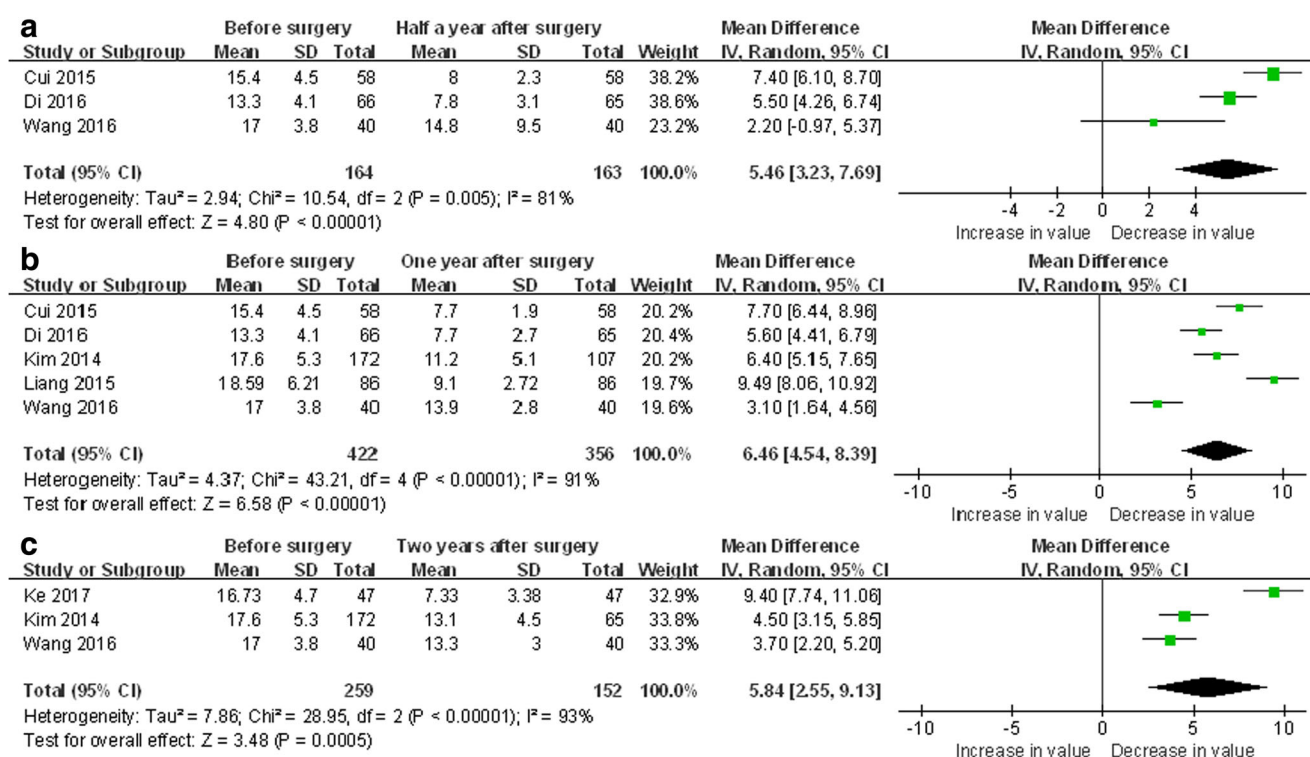 a
Before surgery Half a year after surgery Mean Difference Mean Difference
Study or Subgroup Mean SD Total Mean SD Total Weight IV, Random, 95% CI IV, Random, 95% CI
Cui 2015 15.4 4.5 58 8 2.3 58 38.2% 7.40 [6.10, 8.70]
Di 2016 13.3 4.1 66 7.8 3.1 65 38.6% 5.50 [4.26, 6.74]
Wang 2016 17 3.8 40 14.8 9.5 40 23.2% 2.20 [-0.97, 5.37]
Total (95% CI) 164 163 100.0% 5.46 [3.23, 7.69]
Heterogeneity: Tau² = 2.94; Chi² = 10.54, df = 2 (P = 0.005); I² = 81%
Test for overall effect: Z = 4.80 (P < 0.00001)
-4 -2 0 2 4
Increase in value Decrease in value
b
Before surgery One year after surgery Mean Difference Mean Difference
Study or Subgroup Mean SD Total Mean SD Total Weight IV, Random, 95% CI IV, Random, 95% CI
Cui 2015 15.4 4.5 58 7.7 1.9 58 20.2% 7.70 [6.44, 8.96]
Di 2016 13.3 4.1 66 7.7 2.7 65 20.4% 5.60 [4.41, 6.79]
Kim 2014 17.6 5.3 172 11.2 5.1 107 20.2% 6.40 [5.15, 7.65]
Liang 2015 18.59 6.21 86 9.1 2.72 86 19.7% 9.49 [8.06, 10.92]
Wang 2016 17 3.8 40 13.9 2.8 40 19.6% 3.10 [1.64, 4.56]
Total (95% CI) 422 356 100.0% 6.46 [4.54, 8.39]
Heterogeneity: Tau² = 4.37; Chi² = 43.21, df = 4 (P < 0.00001); I² = 91%
Test for overall effect: Z = 6.58 (P < 0.00001)
-10 -5 0 5 10
Increase in value Decrease in value
c
Before surgery Two years after surgery Mean Difference Mean Difference
Study or Subgroup Mean SD Total Mean SD Total Weight IV, Random, 95% CI IV, Random, 95% CI
Ke 2017 16.73 4.7 47 7.33 3.38 47 32.9% 9.40 [7.74, 11.06]
Kim 2014 17.6 5.3 172 13.1 4.5 65 33.8% 4.50 [3.15, 5.85]
Wang 2016 17 3.8 40 13.3 3 40 33.3% 3.70 [2.20, 5.20]
Total (95% CI) 259 152 100.0% 5.84 [2.55, 9.13]
Heterogeneity: Tau² = 7.86; Chi² = 28.95, df = 2 (P < 0.00001); I² = 93%
Test for overall effect: Z = 3.48 (P = 0.0005)
-10 -5 0 5 10
Increase in value Decrease in value